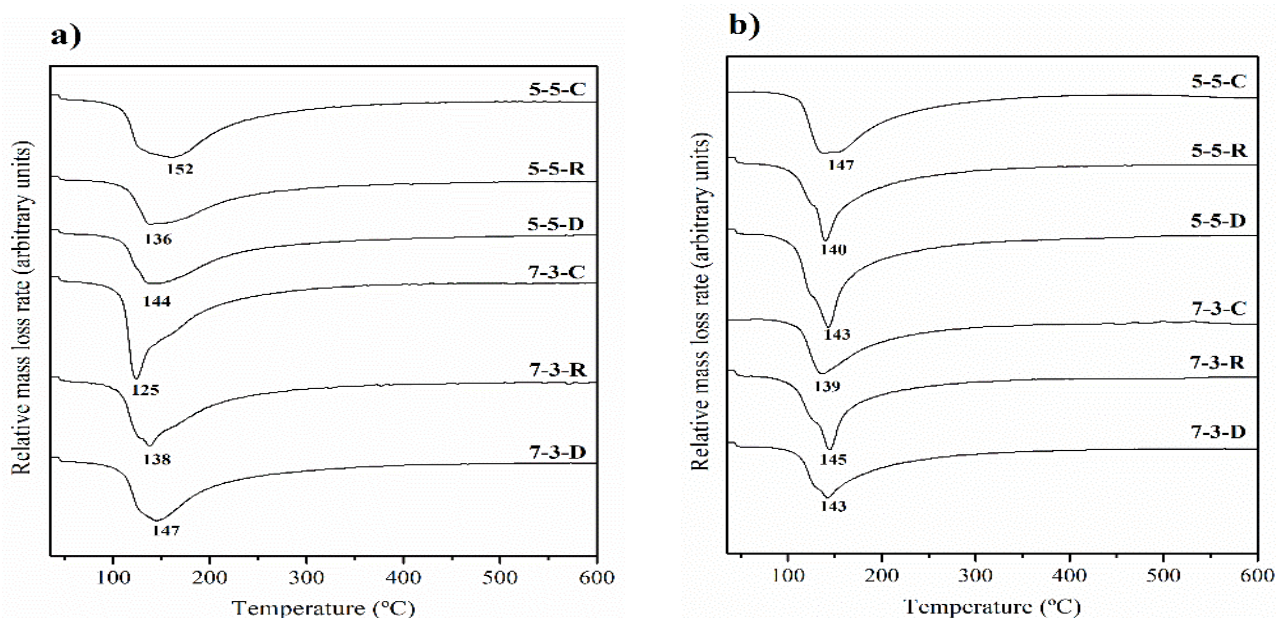 a)
Relative mass loss rate (arbitrary units)
5-5-C
152
5-5-R
136
5-5-D
144
7-3-C
125
7-3-R
138
7-3-D
147
100 200 300 400 500 600
Temperature (°C)
b)
Relative mass loss rate (arbitrary units)
5-5-C
147
5-5-R
140
5-5-D
143
7-3-C
139
7-3-R
145
7-3-D
143
100 200 300 400 500 600
Temperature (°C)